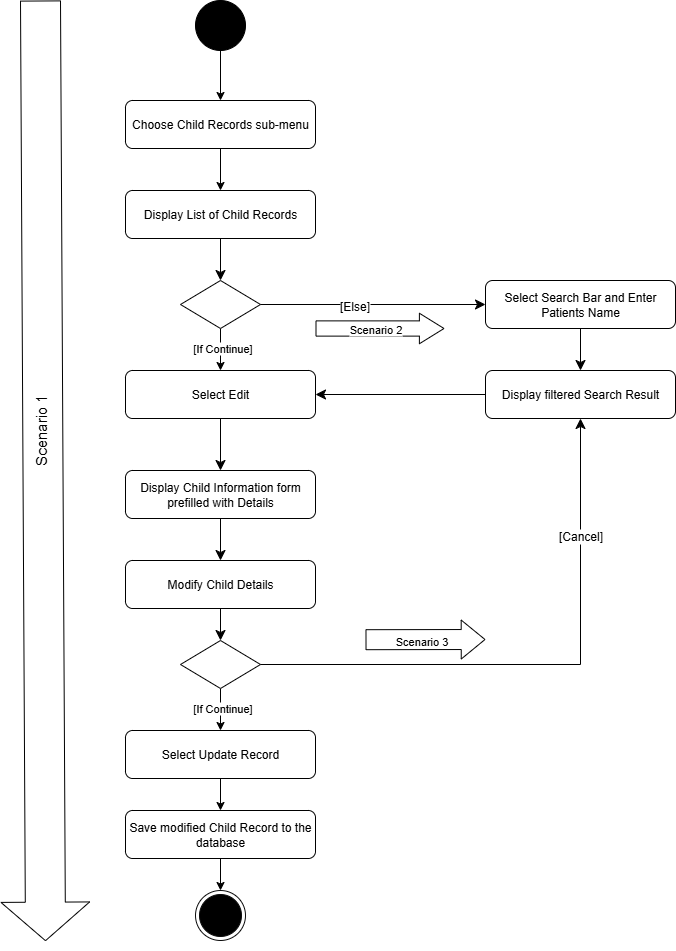 Choose Child Records sub-menu
Display List of Child Records
[Else]
Select Search Bar and Enter
Patients Name
Scenario 2
[If Continue]
Select Edit
Display filtered Search Result
Scenario 1
Display Child Information form
prefilled with Details
[Cancel]
Modify Child Details
Scenario 3
[If Continue]
Select Update Record
Save modified Child Record to the
database